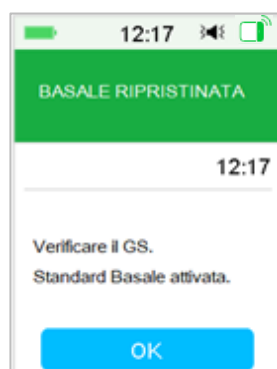 12:17
BASALE RIPRISTINATA
12:17
Verificare il GS.
Standard Basale attivata.
OK